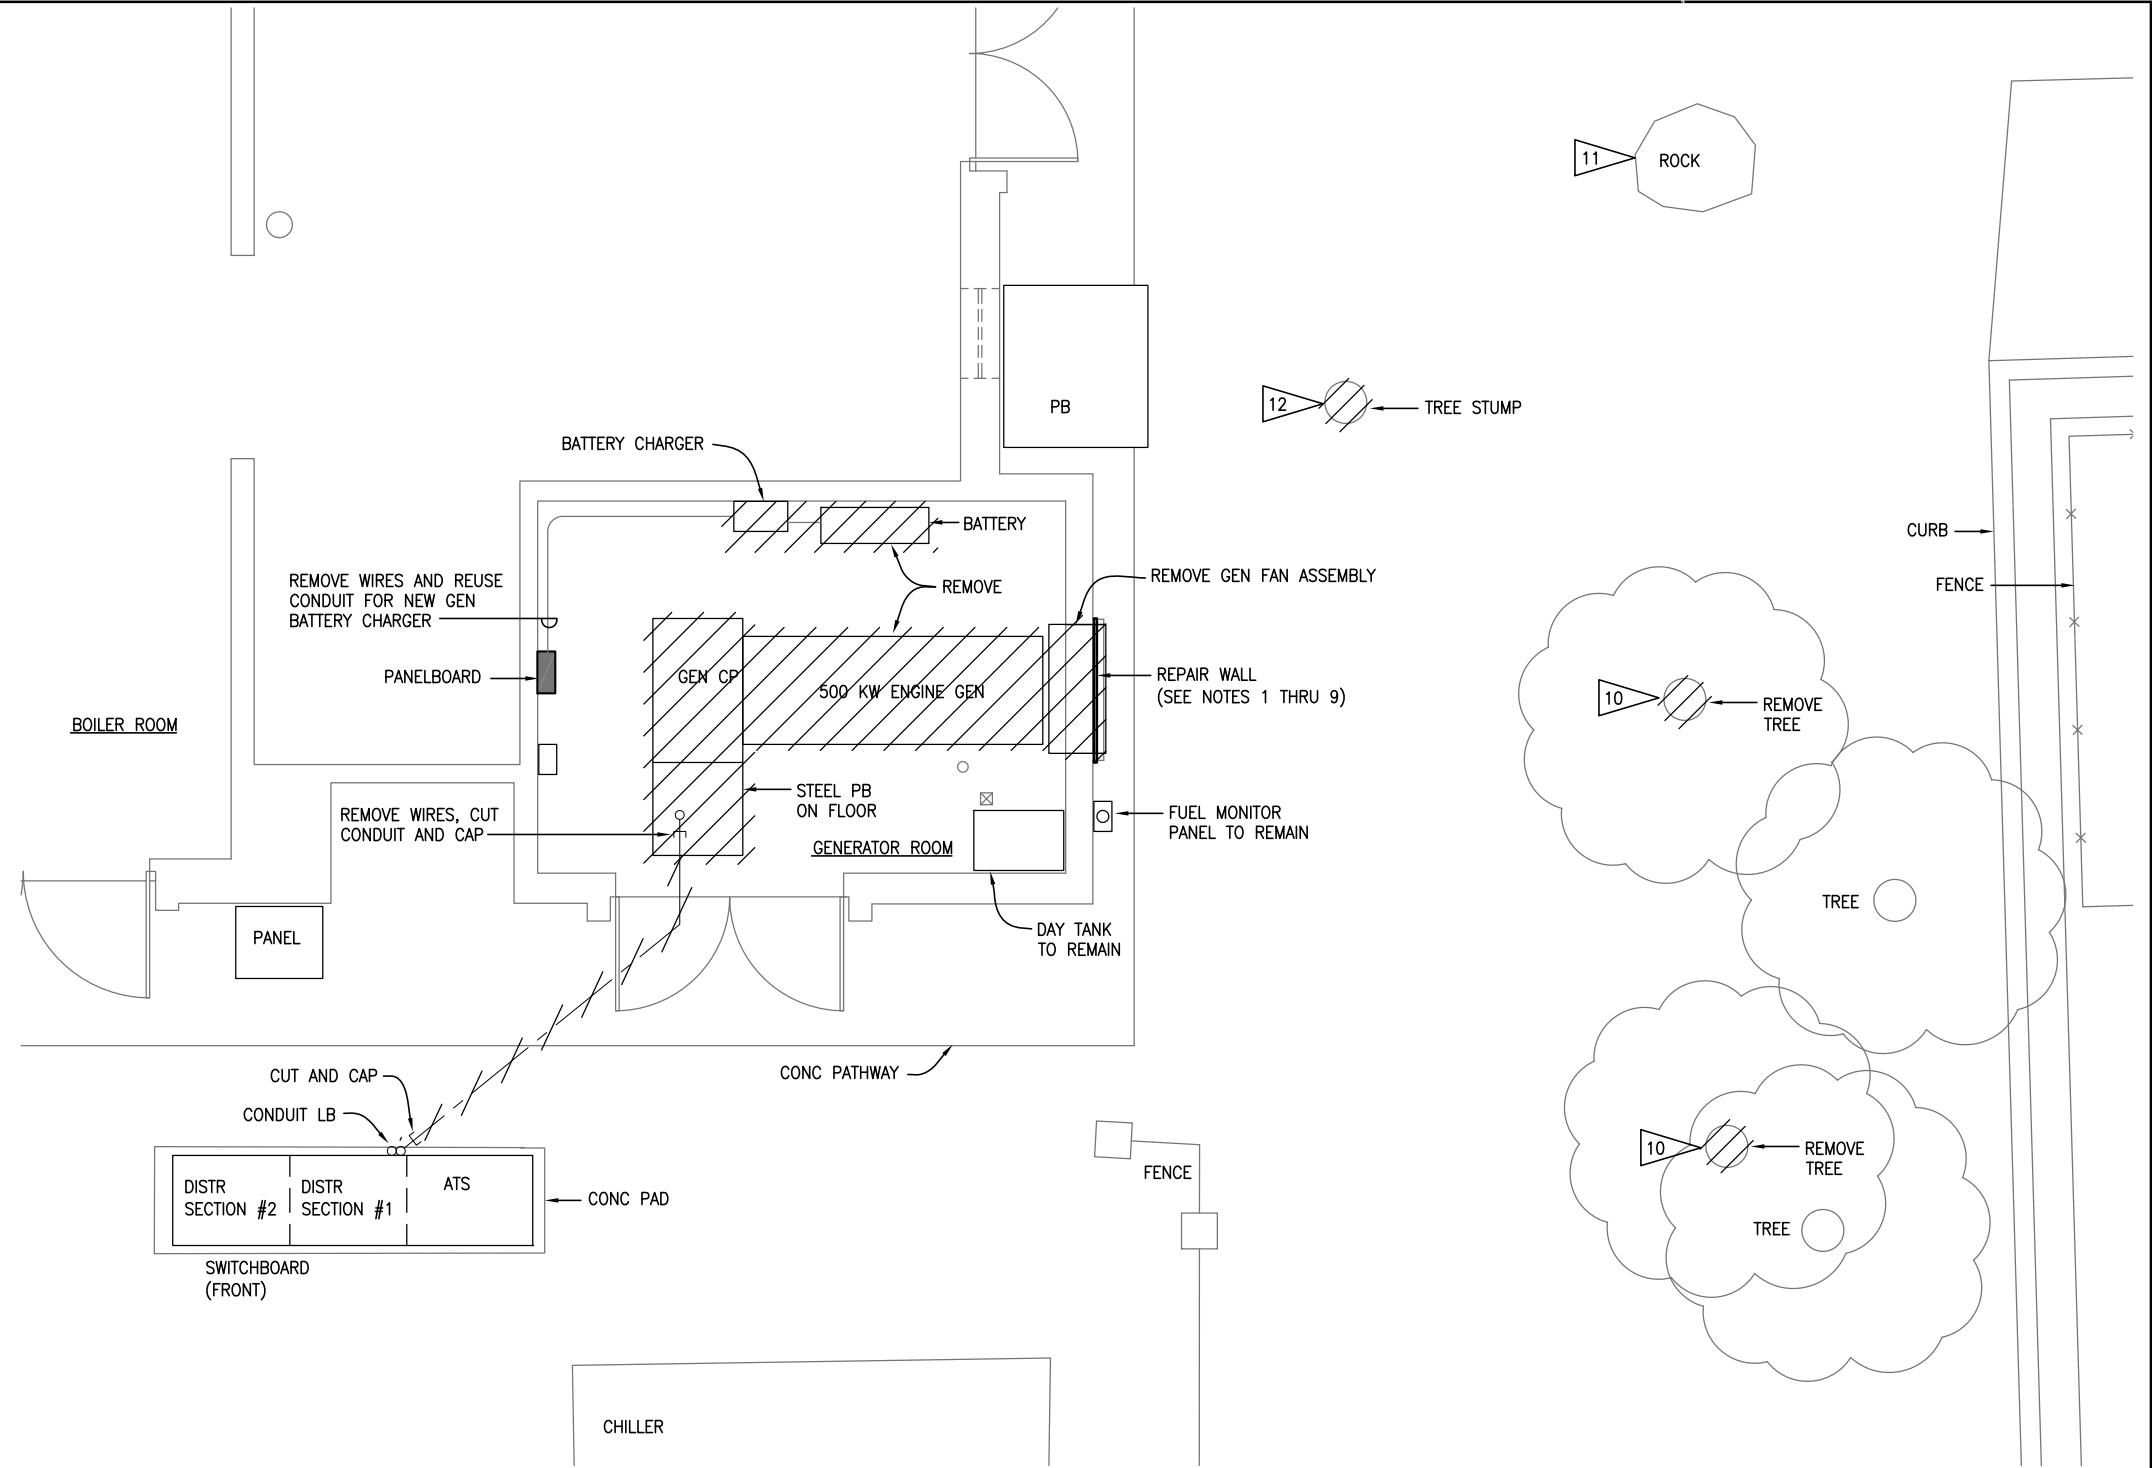 11
ROCK
PB
12
TREE STUMP
BATTERY CHARGER
BATTERY
CURB
REMOVE WIRES AND REUSE
CONDUIT FOR NEW GEN
BATTERY CHARGER
REMOVE
REMOVE GEN FAN ASSEMBLY
FENCE
PANELBOARD
GEN CP
500 KW ENGINE GEN
REPAIR WALL
(SEE NOTES 1 THRU 9)
10
REMOVE
TREE
BOILER ROOM
STEEL PB
ON FLOOR
REMOVE WIRES, CUT
CONDUIT AND CAP
GENERATOR ROOM
FUEL MONITOR
PANEL TO REMAIN
TREE
PANEL
DAY TANK
TO REMAIN
CUT AND CAP
CONC PATHWAY
CONDUIT LB
10
REMOVE
TREE
FENCE
DISTR
SECTION #2
DISTR
SECTION #1
ATS
CONC PAD
TREE
SWITCHBOARD
(FRONT)
CHILLER